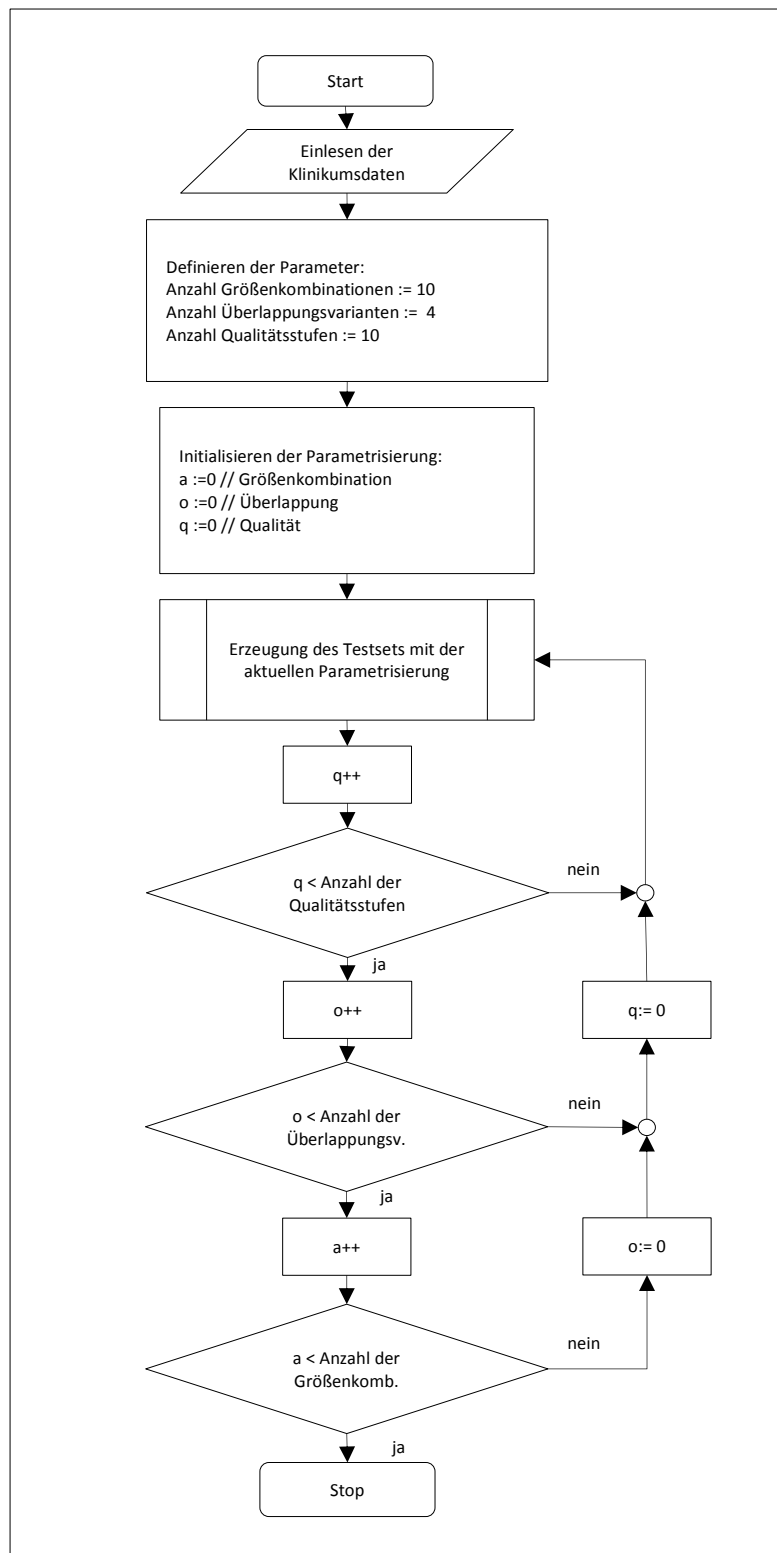 Start
Einlesen der
Klinikumsdaten
Definieren der Parameter:
Anzahl Größenkombinationen := 10
Anzahl Überlappungsvarianten :=  4
Anzahl Qualitätsstufen := 10
Initialisieren der Parametrisierung:
a :=0 // Größenkombination
o :=0 // Überlappung
q :=0 // Qualität
Erzeugung des Testsets mit der
aktuellen Parametrisierung
q++
q < Anzahl der
Qualitätsstufen
nein
ja
o++
q:= 0
o < Anzahl der
Überlappungsv.
nein
ja
a++
o:= 0
a < Anzahl der
Größenkomb.
nein
ja
Stop